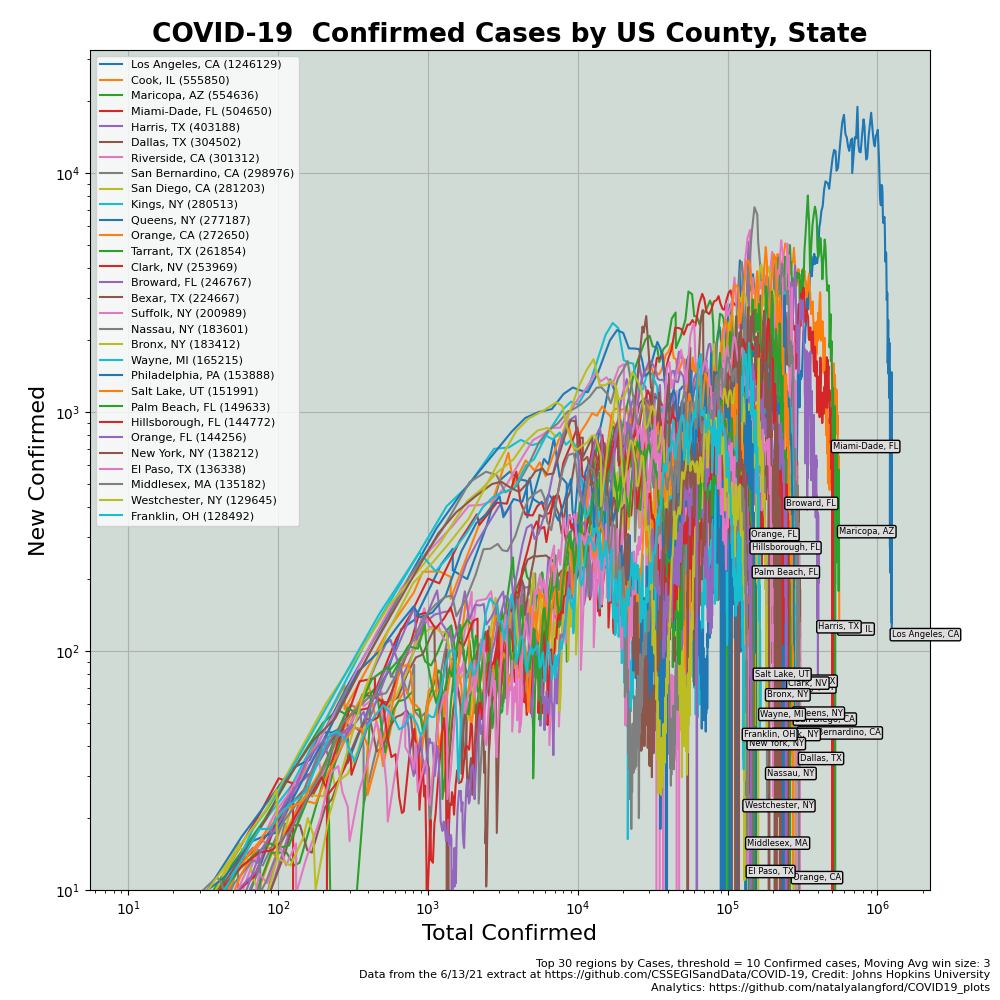 COVID-19  Confirmed Cases by US County, State
Los Angeles, CA (1246129)
Cook, IL (555850)
Maricopa, AZ (554636)
Miami-Dade, FL (504650)
Harris, TX (403188)
Dallas, TX (304502)
Riverside, CA (301312)
San Bernardino, CA (298976)
San Diego, CA (281203)
Kings, NY (280513)
Queens, NY (277187)
Orange, CA (272650)
Tarrant, TX (261854)
Clark, NV (253969)
Broward, FL (246767)
Bexar, TX (224667)
Suffolk, NY (200989)
Nassau, NY (183601)
Bronx, NY (183412)
Wayne, MI (165215)
Philadelphia, PA (153888)
Salt Lake, UT (151991)
Palm Beach, FL (149633)
Hillsborough, FL (144772)
Orange, FL (144256)
New York, NY (138212)
El Paso, TX (136338)
Middlesex, MA (135182)
Westchester, NY (129645)
Franklin, OH (128492)
New Confirmed
10^4
10^3
10^2
10^1
Miami-Dade, FL
Broward, FL
Maricopa, AZ
Orange, FL
Hillsborough, FL
Palm Beach, FL
Harris, TX
IL
Los Angeles, CA
Salt Lake, UT
Clark, NV
Bronx, NY
Wayne, MI
Franklin, OH
New York, NY
Dallas, TX
Nassau, NY
Westchester, NY
Middlesex, MA
El Paso, TX
Orange, CA
10^1
10^2
10^3
10^4
10^5
10^6
Total Confirmed
Top 30 regions by Cases, threshold = 10 Confirmed cases, Moving Avg win size: 3
Data from the 6/13/21 extract at https://github.com/CSSEGISandData/COVID-19, Credit: Johns Hopkins University
Analytics: https://github.com/natalyalangford/COVID19_plots